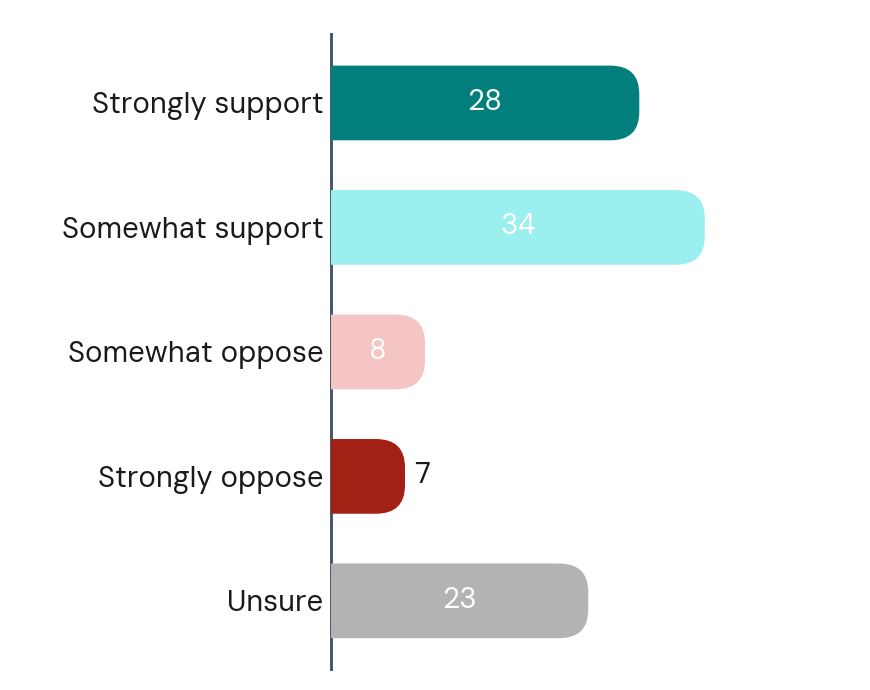 Strongly support 28
Somewhat support 34
Somewhat oppose 8
Strongly oppose 7
Unsure 23